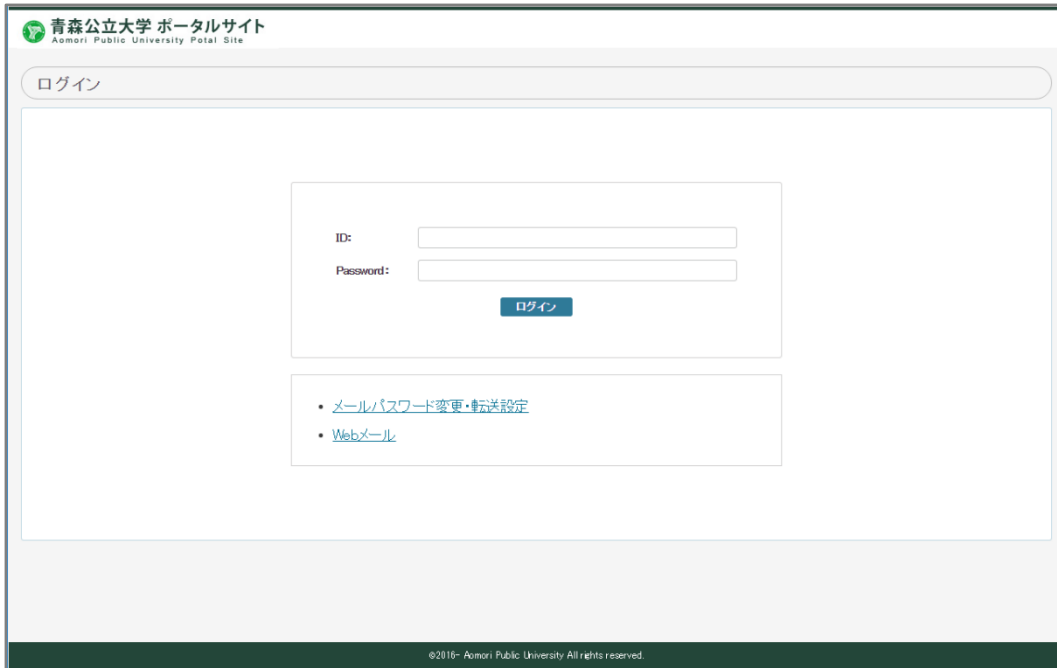 青森公立大学 ポータルサイト
Aomori Public University Potal Site
ログイン
ID:
Password:
ログイン
メールパスワード変更・転送設定
Webメール
©2016- Aomori Public University All rights reserved.